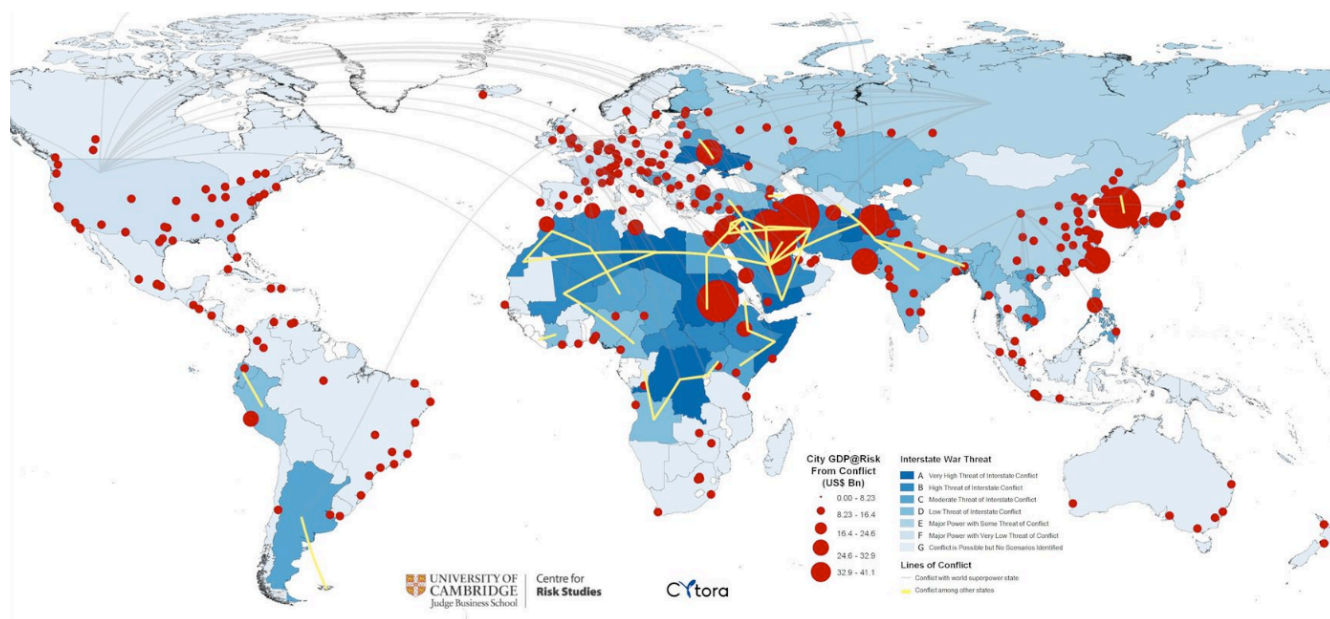 City GDP@Risk
From Conflict
(US$ Bn)
0.00 - 8.23
8.23 - 16.4
16.4 - 24.6
24.6 - 32.9
32.9 - 41.1
Interstate War Threat
A Very High Threat of Interstate Conflict
B High Threat of Interstate Conflict
C Moderate Threat of Interstate Conflict
D Low Threat of Interstate Conflict
E Major Power with Some Threat of Conflict
F Major Power with Very Low Threat of Conflict
G Conflict is Possible but No Scenarios Identified
Lines of Conflict
Conflict with world superpower state
Conflict among other states
UNIVERSITY OF
CAMBRIDGE
Judge Business School
Centre for
Risk Studies
Cytora